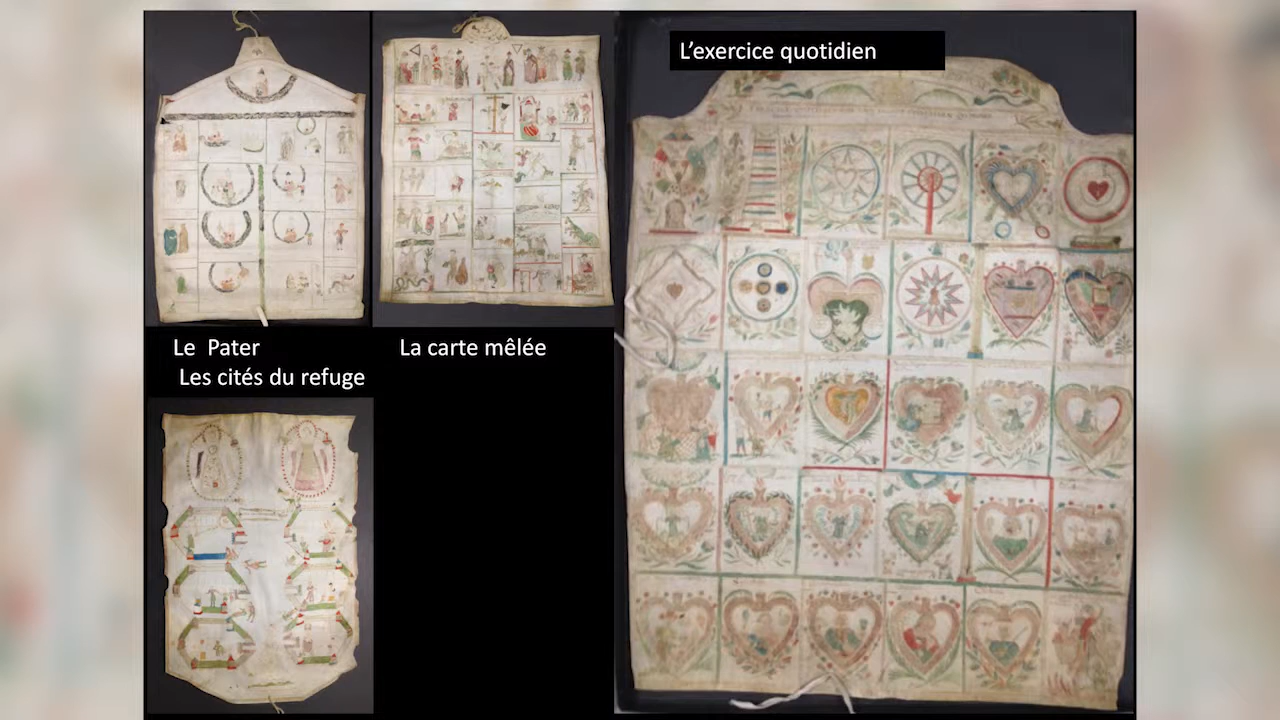 L'exercice quotidien
Le Pater
Les cités du refuge
La carte mêlée